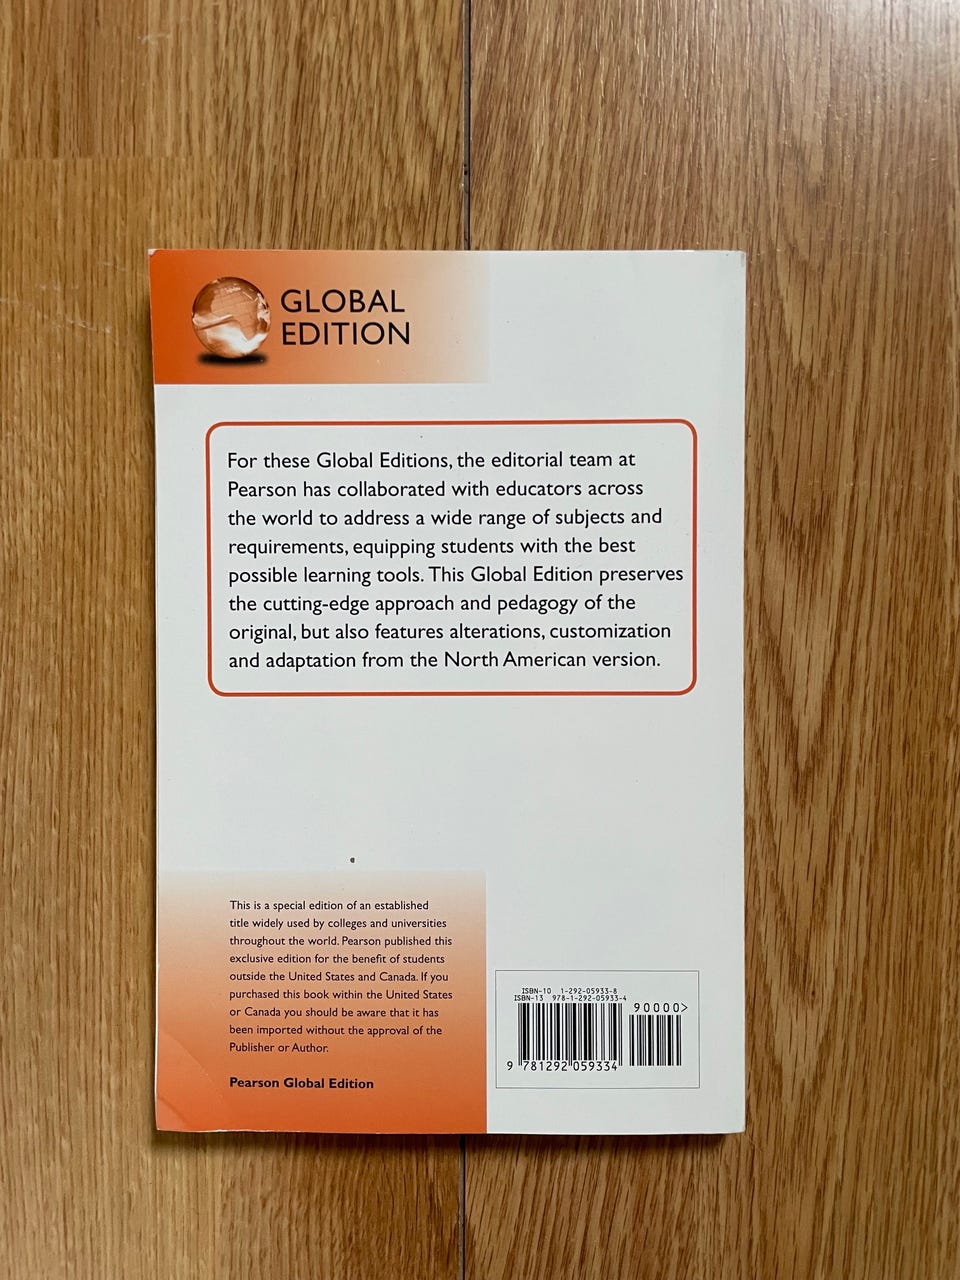 GLOBAL
EDITION
For these Global Editions, the editorial team at
Pearson has collaborated with educators across
the world to address a wide range of subjects and
requirements, equipping students with the best
possible learning tools. This Global Edition preserves
the cutting-edge approach and pedagogy of the
original, but also features alterations, customization
and adaptation from the North American version.
This is a special edition of an established
title widely used by colleges and universities
throughout the world. Pearson published this
exclusive edition for the benefit of students
outside the United States and Canada. If you
purchased this book within the United States
or Canada you should be aware that it has
been imported without the approval of the
Publisher or Author.
Pearson Global Edition
ISBN-10 1-292-05933-8
ISBN-13 978-1-292-05933-4
90000>
9 781292 059334